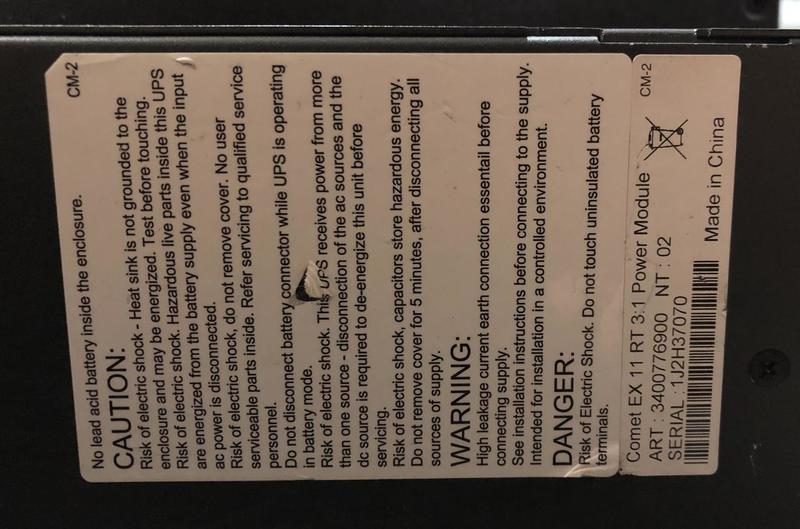 CM-2
No lead acid battery inside the enclosure.
CAUTION:
Risk of electric shock - Heat sink is not grounded to the
enclosure and may be energized. Test before touching.
Risk of electric shock. Hazardous live parts inside this UPS
are energized from the battery supply even when the input
ac power is disconnected.
Risk of electric shock, do not remove cover. No user
serviceable parts inside. Refer servicing to qualified service
personnel.
Do not disconnect battery connector while UPS is operating
in battery mode.
Risk of electric shock. This UPS receives power from more
than one source - disconnection of the ac sources and the
dc source is required to de-energize this unit before
servicing.
Risk of electric shock, capacitors store hazardous energy.
Do not remove cover for 5 minutes, after disconnecting all
sources of supply.
WARNING:
High leakage current earth connection essentail before
connecting supply.
See installation instructions before connecting to the supply.
Intended for installation in a controlled environment.
DANGER:
Risk of Electric Shock. Do not touch uninsulated battery
terminals.
Comet EX 11 RT 3:1 Power Module CM-2
ART : 3400776900 NT : 02
SERIAL : 1J2H37070
Made in China